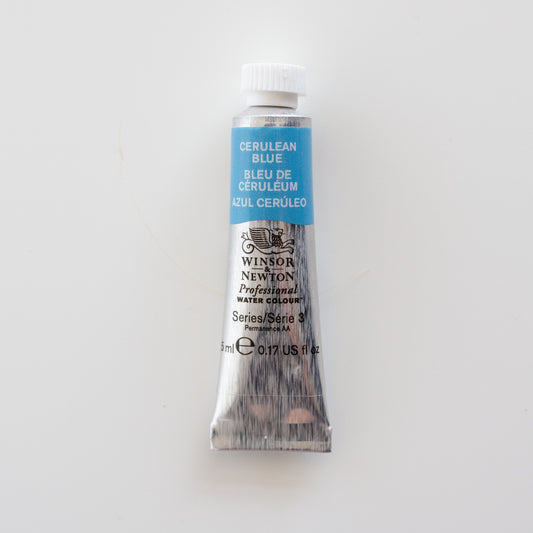 CERULEAN
BLUE
BLEU DE
CÉRULÉUM
AZUL CERÚLEO
WINSOR
&
NEWTON
Professional
WATER COLOUR™
Series/Série 3
Permanence AA
5 ml e 0.17 US fl oz